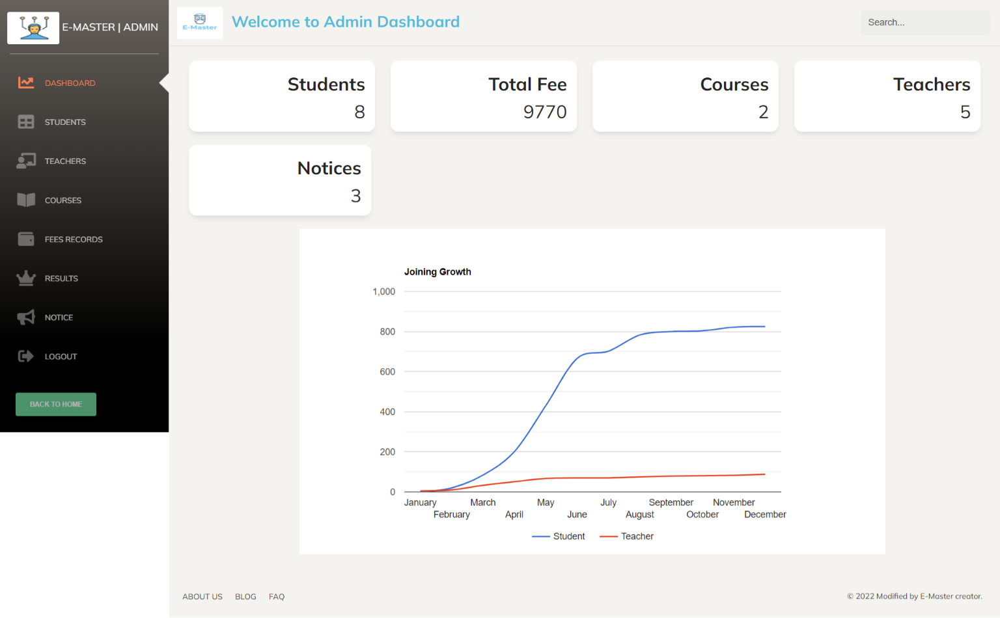 E-MASTER | ADMIN
DASHBOARD
STUDENTS
TEACHERS
COURSES
FEES RECORDS
RESULTS
NOTICE
LOGOUT
BACK TO HOME
E-Master
Welcome to Admin Dashboard
Search...
Students
8
Total Fee
9770
Courses
2
Teachers
5
Notices
3
Joining Growth
1,000
800
600
400
200
0
January
February
March
April
May
June
July
August
September
October
November
December
Student
Teacher
ABOUT US
BLOG
FAQ
© 2022 Modified by E-Master creator.